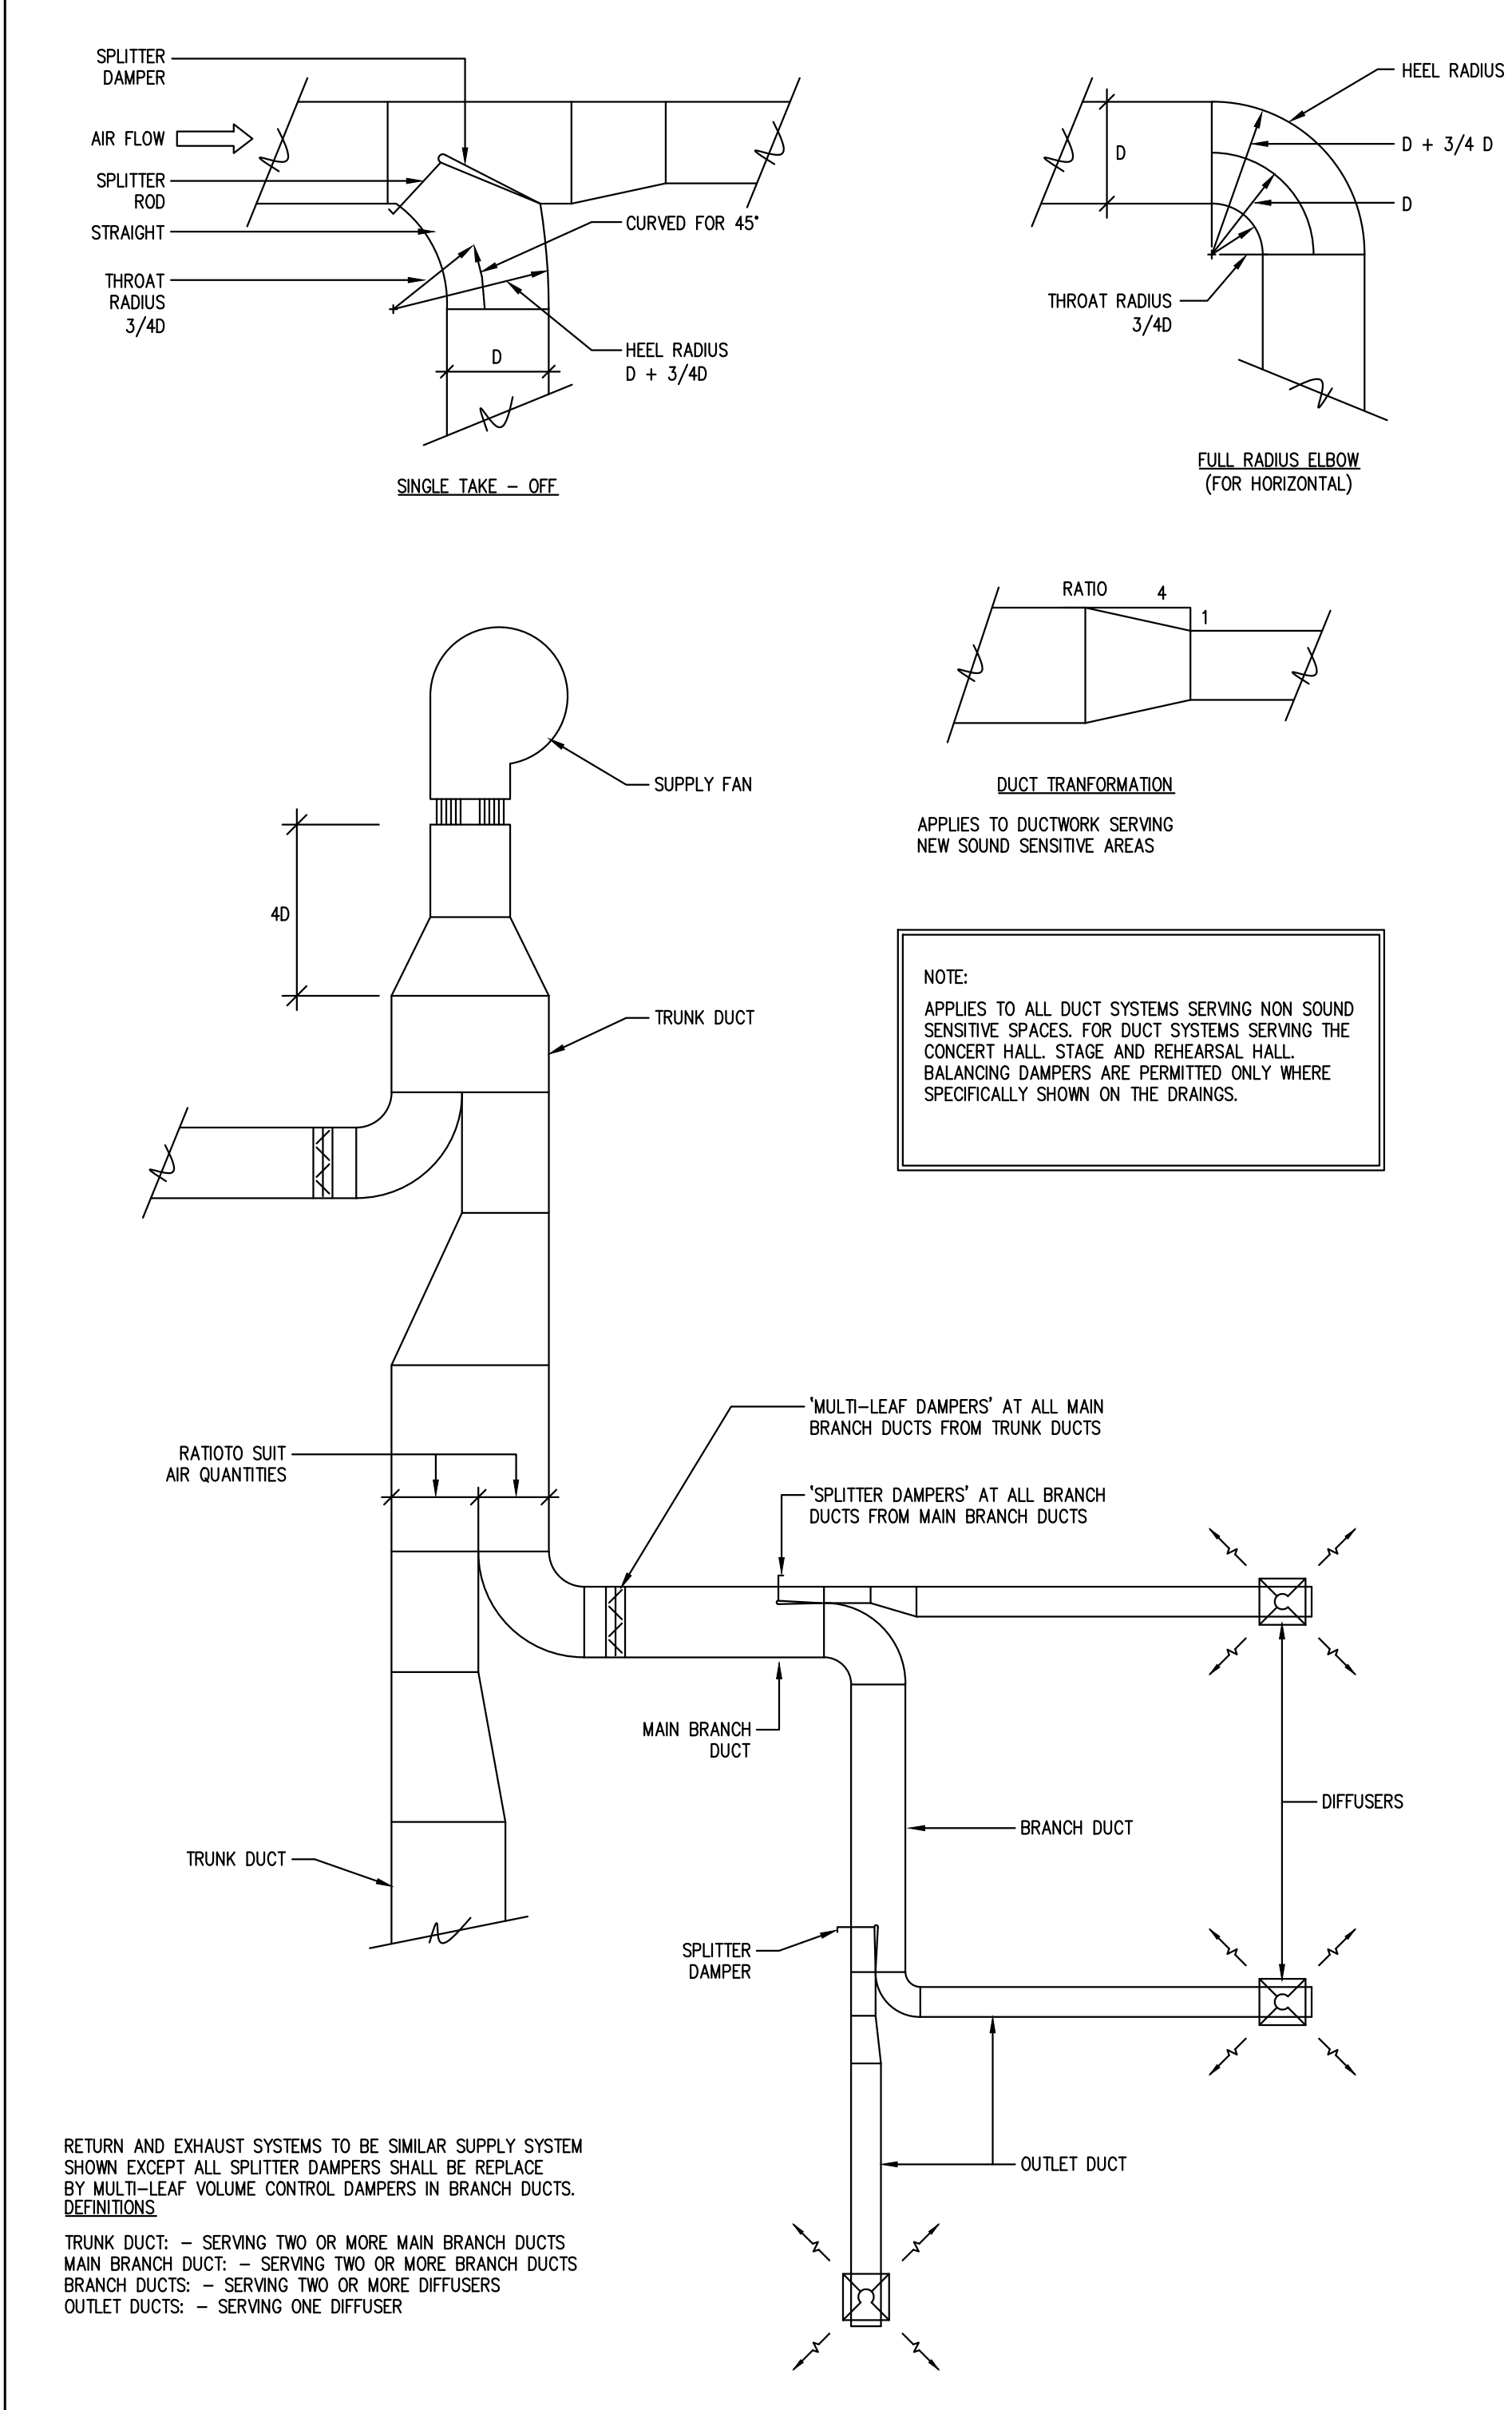 SPLITTER
DAMPER
AIR FLOW
SPLITTER
ROD
STRAIGHT
THROAT
RADIUS
3/4D
CURVED FOR 45°
HEEL RADIUS
D + 3/4D
D
SINGLE TAKE - OFF
HEEL RADIUS
D + 3/4 D
D
D
THROAT RADIUS
3/4D
FULL RADIUS ELBOW
(FOR HORIZONTAL)
RATIO 4
1
DUCT TRANFORMATION
APPLIES TO DUCTWORK SERVING
NEW SOUND SENSITIVE AREAS
SUPPLY FAN
4D
TRUNK DUCT
NOTE:
APPLIES TO ALL DUCT SYSTEMS SERVING NON SOUND
SENSITIVE SPACES. FOR DUCT SYSTEMS SERVING THE
CONCERT HALL. STAGE AND REHEARSAL HALL.
BALANCING DAMPERS ARE PERMITTED ONLY WHERE
SPECIFICALLY SHOWN ON THE DRAINGS.
'MULTI-LEAF DAMPERS' AT ALL MAIN
BRANCH DUCTS FROM TRUNK DUCTS
RATIOTO SUIT
AIR QUANTITIES
'SPLITTER DAMPERS' AT ALL BRANCH
DUCTS FROM MAIN BRANCH DUCTS
MAIN BRANCH
DUCT
DIFFUSERS
BRANCH DUCT
TRUNK DUCT
SPLITTER
DAMPER
OUTLET DUCT
RETURN AND EXHAUST SYSTEMS TO BE SIMILAR SUPPLY SYSTEM
SHOWN EXCEPT ALL SPLITTER DAMPERS SHALL BE REPLACE
BY MULTI-LEAF VOLUME CONTROL DAMPERS IN BRANCH DUCTS.
DEFINITIONS
TRUNK DUCT: - SERVING TWO OR MORE MAIN BRANCH DUCTS
MAIN BRANCH DUCT: - SERVING TWO OR MORE BRANCH DUCTS
BRANCH DUCTS: - SERVING TWO OR MORE DIFFUSERS
OUTLET DUCTS: - SERVING ONE DIFFUSER